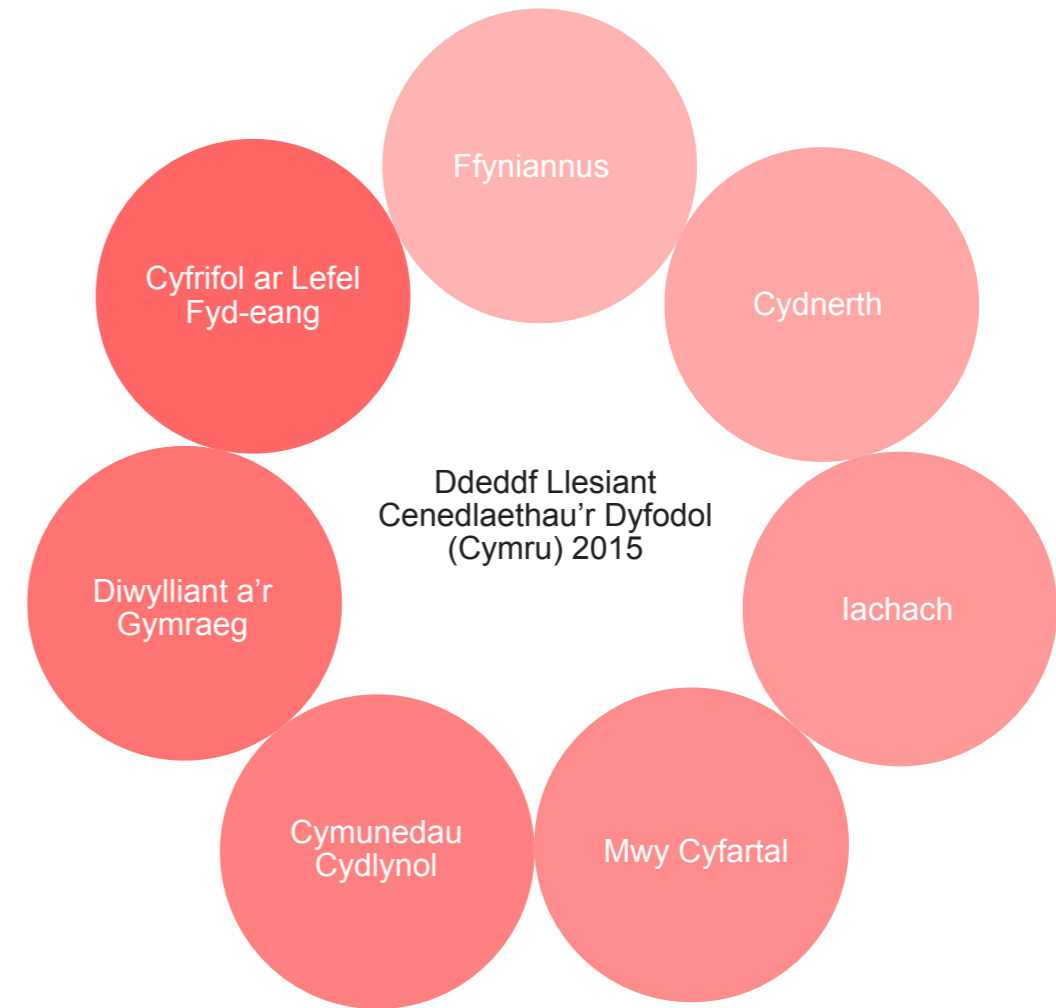 Ffyniannus
Cydnerth
Iachach
Mwy Cyfartal
Cymunedau
Cydlynol
Diwylliant a’r
Gymraeg
Cyfrifol ar Lefel
Fyd-eang
Ddeddf Llesiant
Cenedlaethau’r Dyfodol
(Cymru) 2015